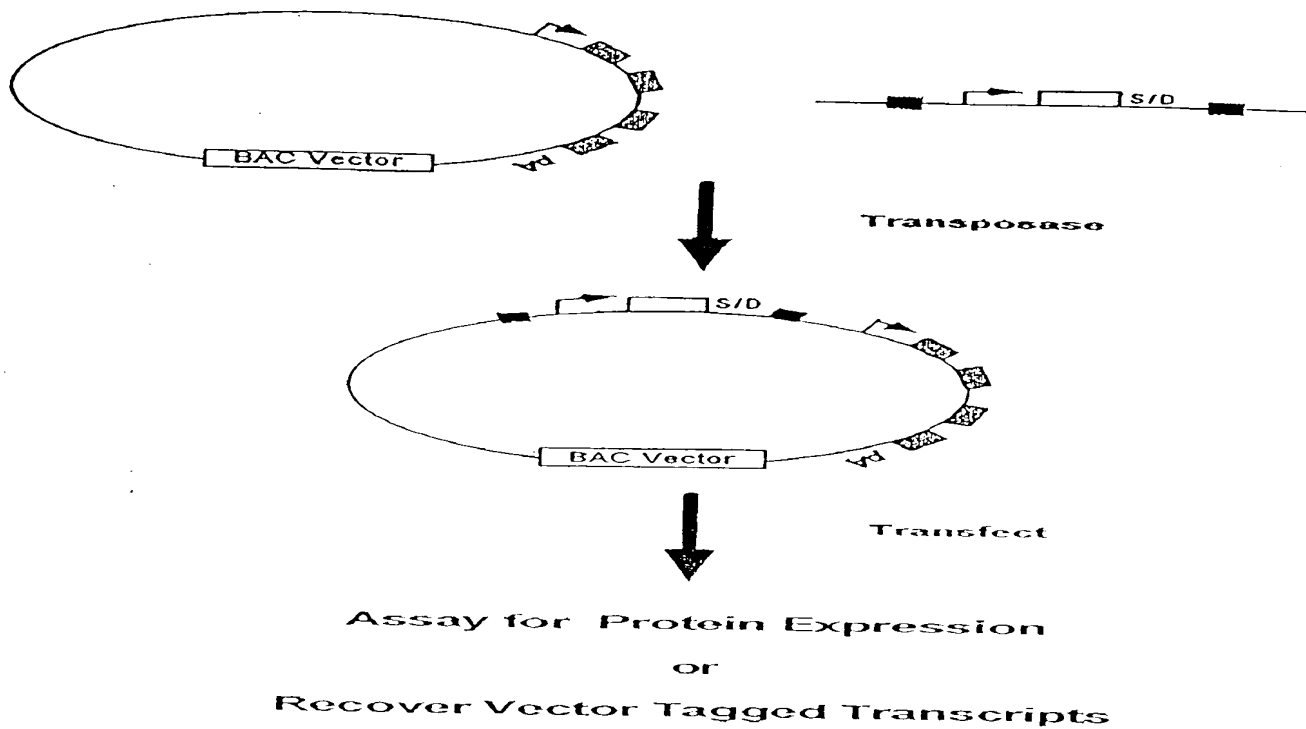 S/D
BAC Vector
pA
Transposase
S/D
BAC Vector
pA
Transfect
Assay for Protein Expression
or
Recover Vector Tagged Transcripts